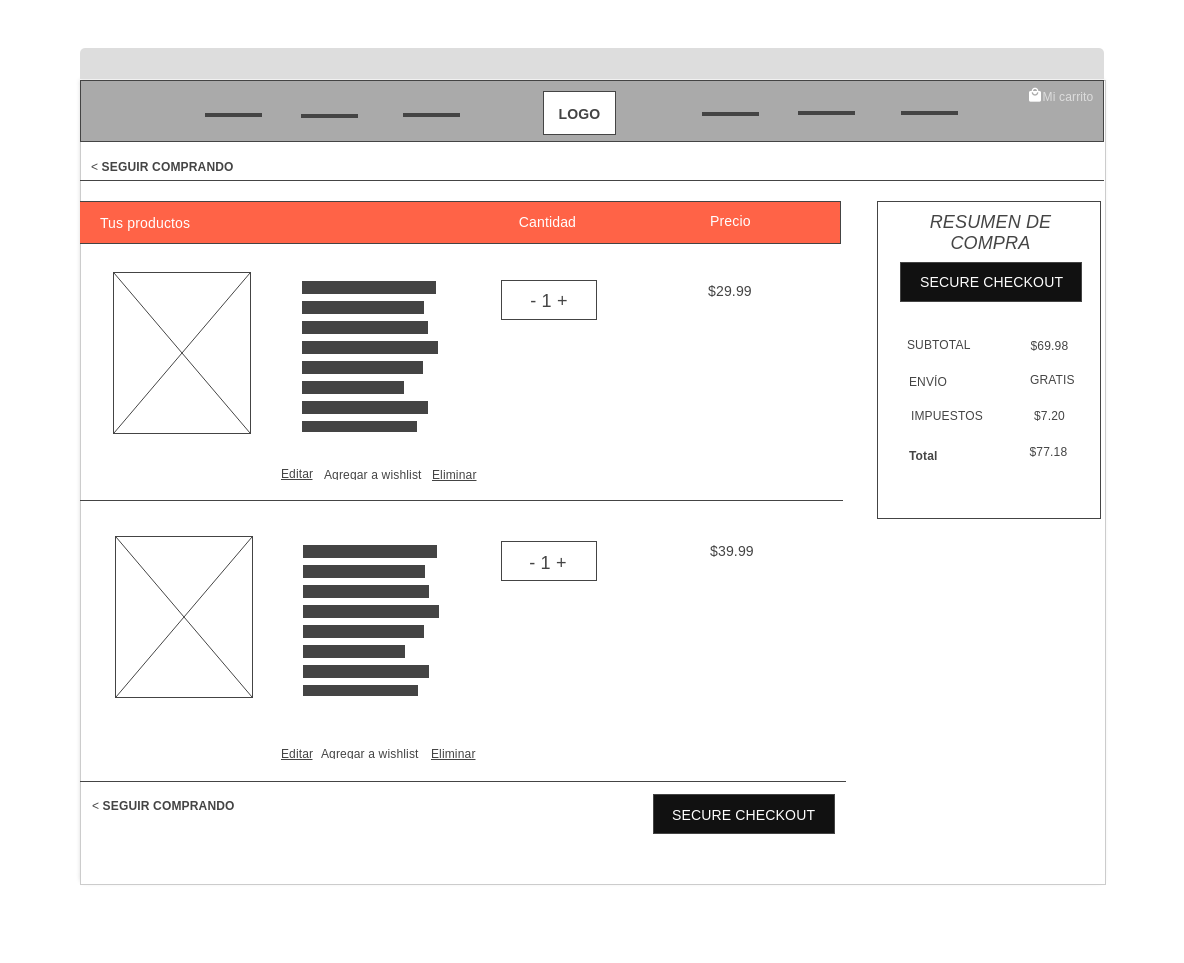 LOGO
Mi carrito
< SEGUIR COMPRANDO
Tus productos Cantidad Precio
RESUMEN DE
COMPRA
SECURE CHECKOUT
- 1 +
$29.99
SUBTOTAL $69.98
ENVÍO GRATIS
IMPUESTOS $7.20
Total $77.18
Editar Agregar a wishlist Eliminar
- 1 +
$39.99
Editar Agregar a wishlist Eliminar
< SEGUIR COMPRANDO
SECURE CHECKOUT